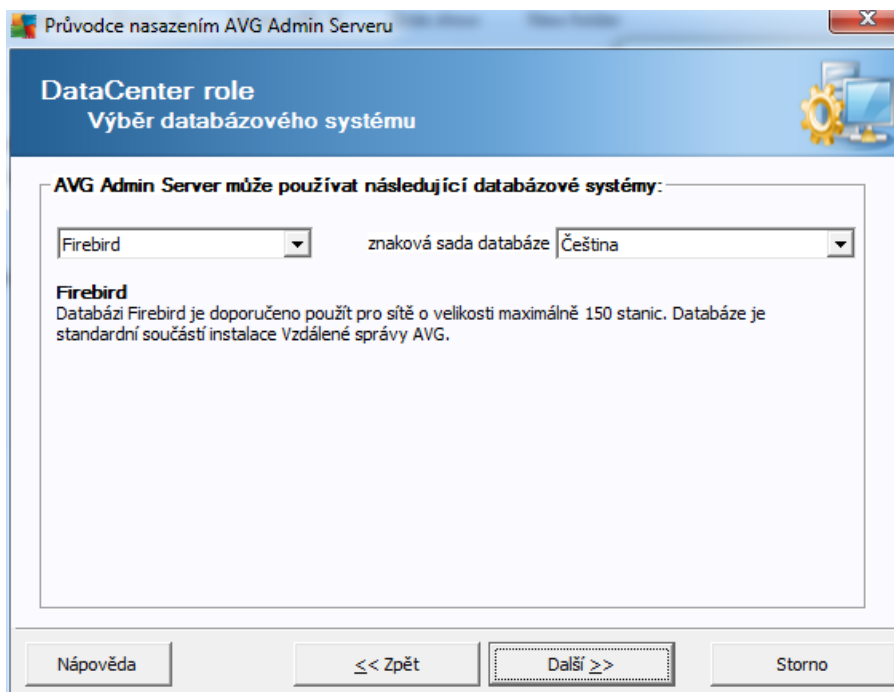 Průvodce nasazením AVG Admin Serveru
DataCenter role
Výběr databázového systému
AVG Admin Server může používat následující databázové systémy:
Firebird
znaková sada databáze
Čeština
Firebird
Databázi Firebird je doporučeno použít pro sítě o velikosti maximálně 150 stanic. Databáze je
standardní součástí instalace Vzdálené správy AVG.
Nápověda
<< Zpět
Další >>
Storno